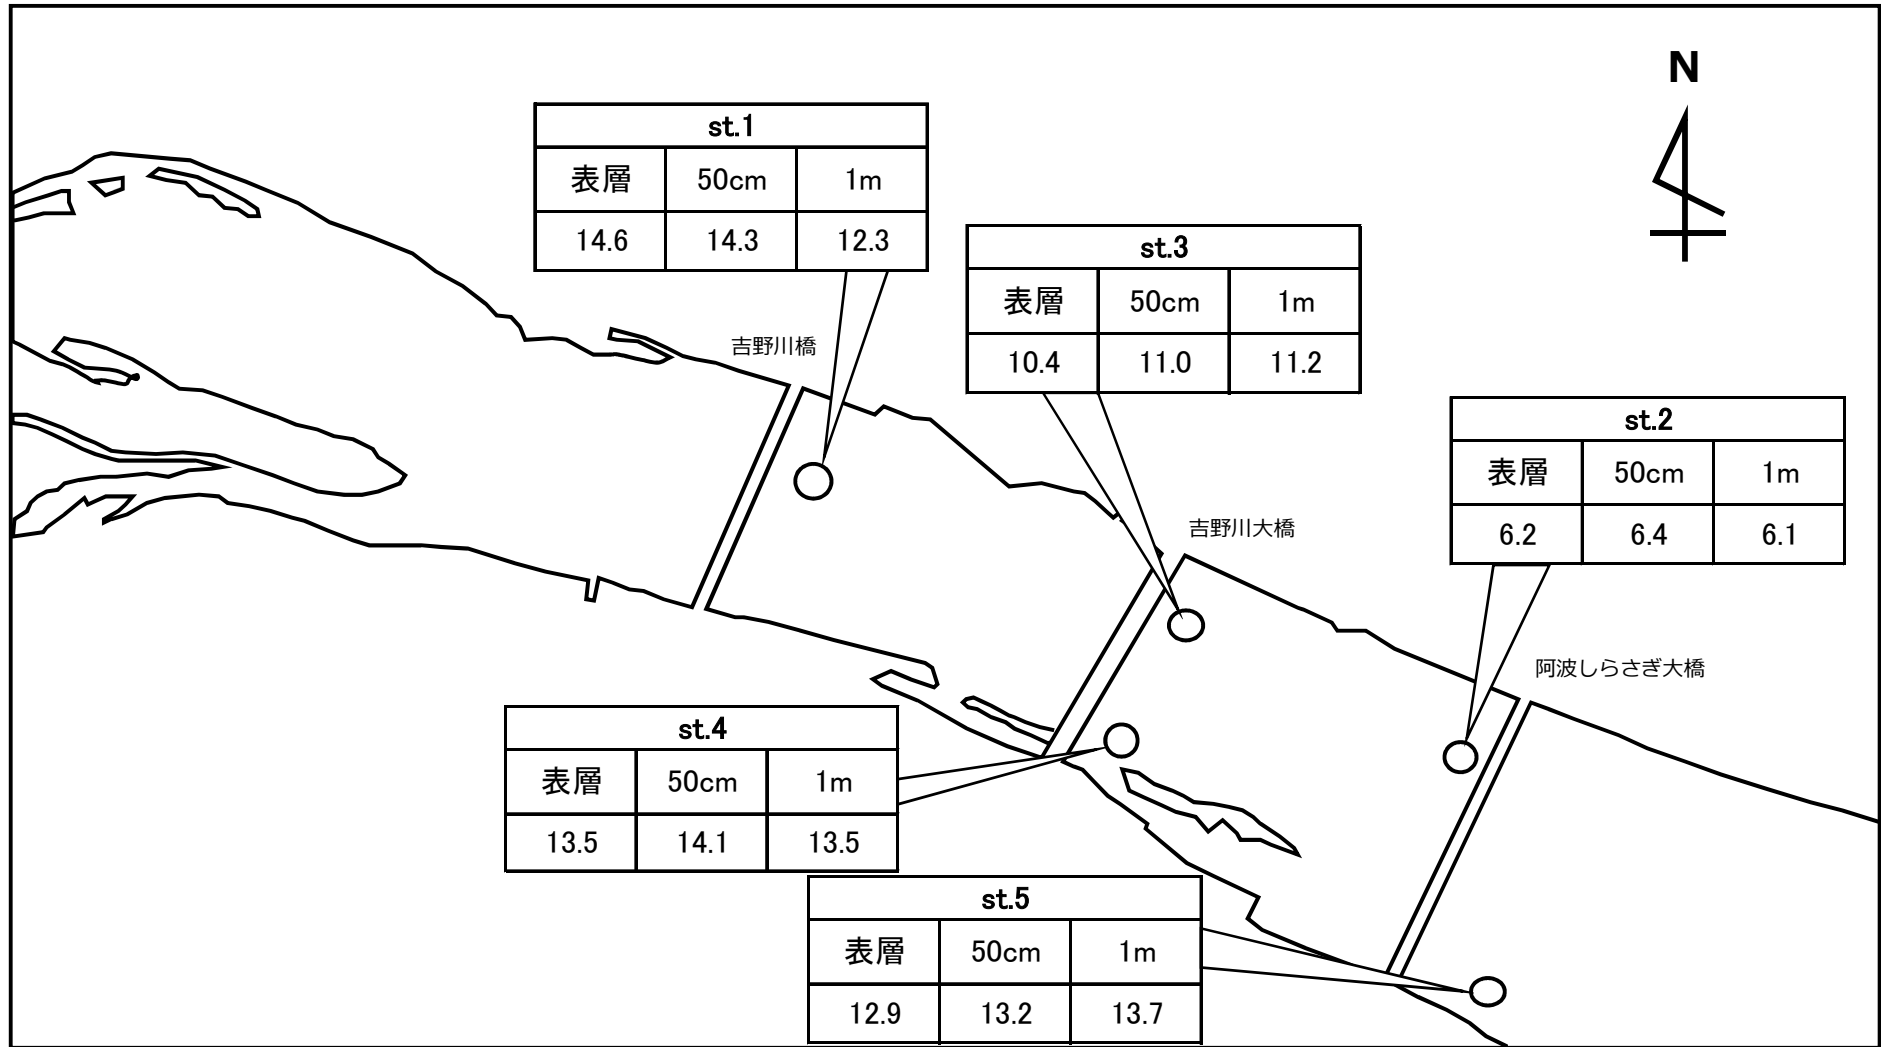 N
st.1
表層 50cm 1m
14.6 14.3 12.3
st.3
表層 50cm 1m
10.4 11.0 11.2
吉野川橋
st.2
表層 50cm 1m
6.2 6.4 6.1
吉野川大橋
阿波しらさぎ大橋
st.4
表層 50cm 1m
13.5 14.1 13.5
st.5
表層 50cm 1m
12.9 13.2 13.7